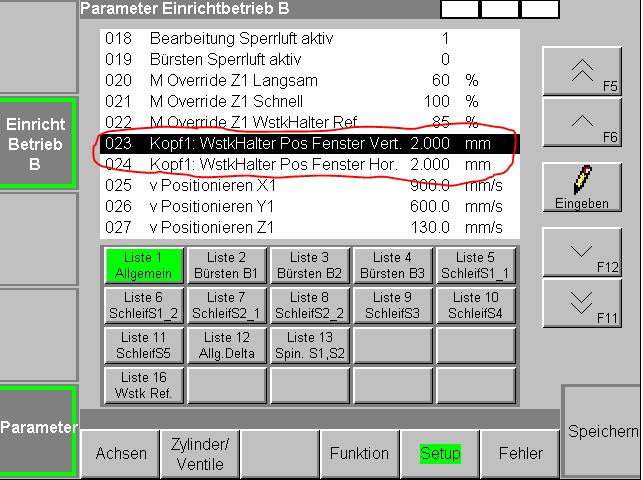 Parameter Einrichtbetrieb B
018 Bearbeitung Sperrluft aktiv 1
019 Bürsten Sperrluft aktiv 0
020 M Override Z1 Langsam 60 %
021 M Override Z1 Schnell 100 %
022 M Override Z1 WstkHalter Ref. 85 %
023 Kopf1: WstkHalter Pos Fenster Vert. 2.000 mm
024 Kopf1: WstkHalter Pos Fenster Hor. 2.000 mm
025 v Positionieren X1 900.0 mm/s
026 v Positionieren Y1 600.0 mm/s
027 v Positionieren Z1 130.0 mm/s
Einricht
Betrieb
B
Parameter
F5
F6
Eingeben
F12
F11
Liste 1 Liste 2 Liste 3 Liste 4 Liste 5
Allgemein Bürsten B1 Bürsten B2 Bürsten B3 SchleifS1_1
Liste 6 Liste 7 Liste 8 Liste 9 Liste 10
SchleifS1_2 SchleifS2_1 SchleifS2_2 SchleifS3 SchleifS4
Liste 11 Liste 12 Liste 13
SchleifS5 Allg.Delta Spin. S1,S2
Liste 16
Wstk Ref.
Achsen
Zylinder/
Ventile
Funktion
Setup
Fehler
Speichern